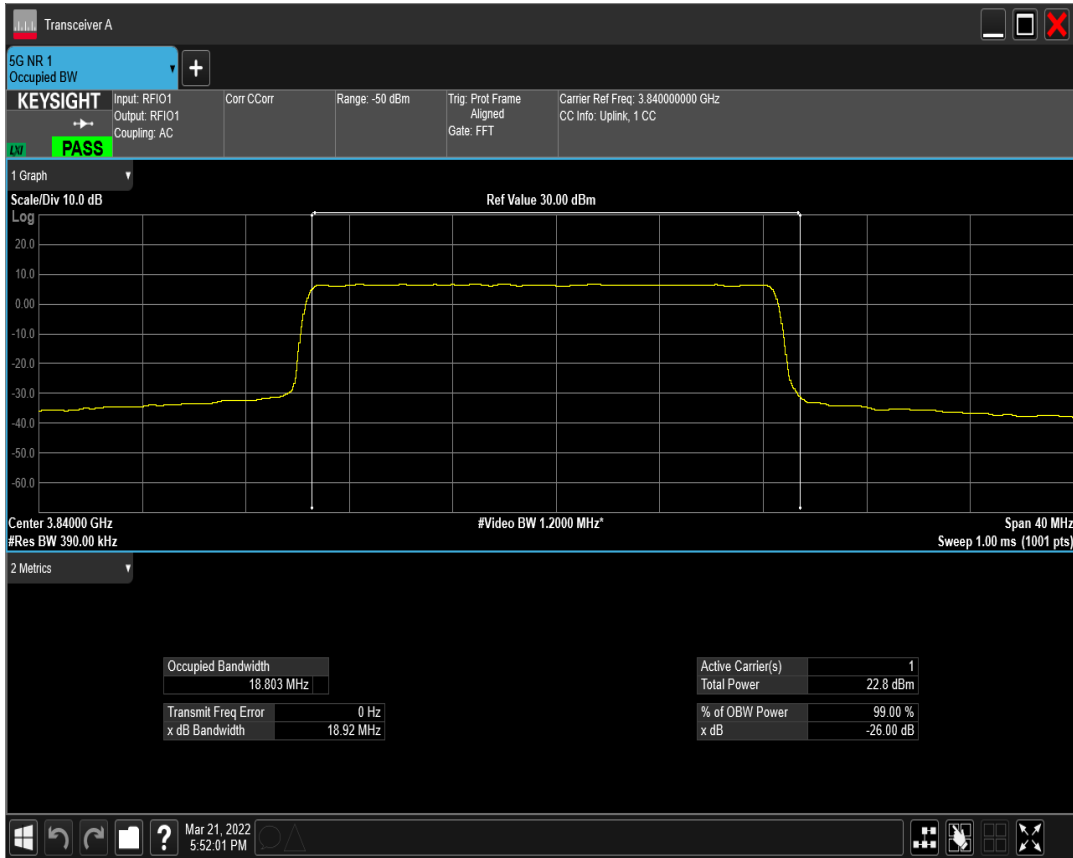 Transceiver A
5G NR 1
Occupied BW
KEYSIGHT
LXI
PASS
Input: RFIO1
Output: RFIO1
Coupling: AC
Corr CCorr
Range: -50 dBm
Trig: Prot Frame
Aligned
Gate: FFT
Carrier Ref Freq: 3.840000000 GHz
CC Info: Uplink, 1 CC
1 Graph
Scale/Div 10.0 dB
Ref Value 30.00 dBm
Log
20.0
10.0
0.00
-10.0
-20.0
-30.0
-40.0
-50.0
-60.0
Center 3.84000 GHz
#Video BW 1.2000 MHz*
Span 40 MHz
#Res BW 390.00 kHz
Sweep 1.00 ms (1001 pts)
2 Metrics
Occupied Bandwidth
18.803 MHz
Transmit Freq Error 0 Hz
x dB Bandwidth 18.92 MHz
Active Carrier(s) 1
Total Power 22.8 dBm
% of OBW Power 99.00 %
x dB -26.00 dB
?
Mar 21, 2022
5:52:01 PM